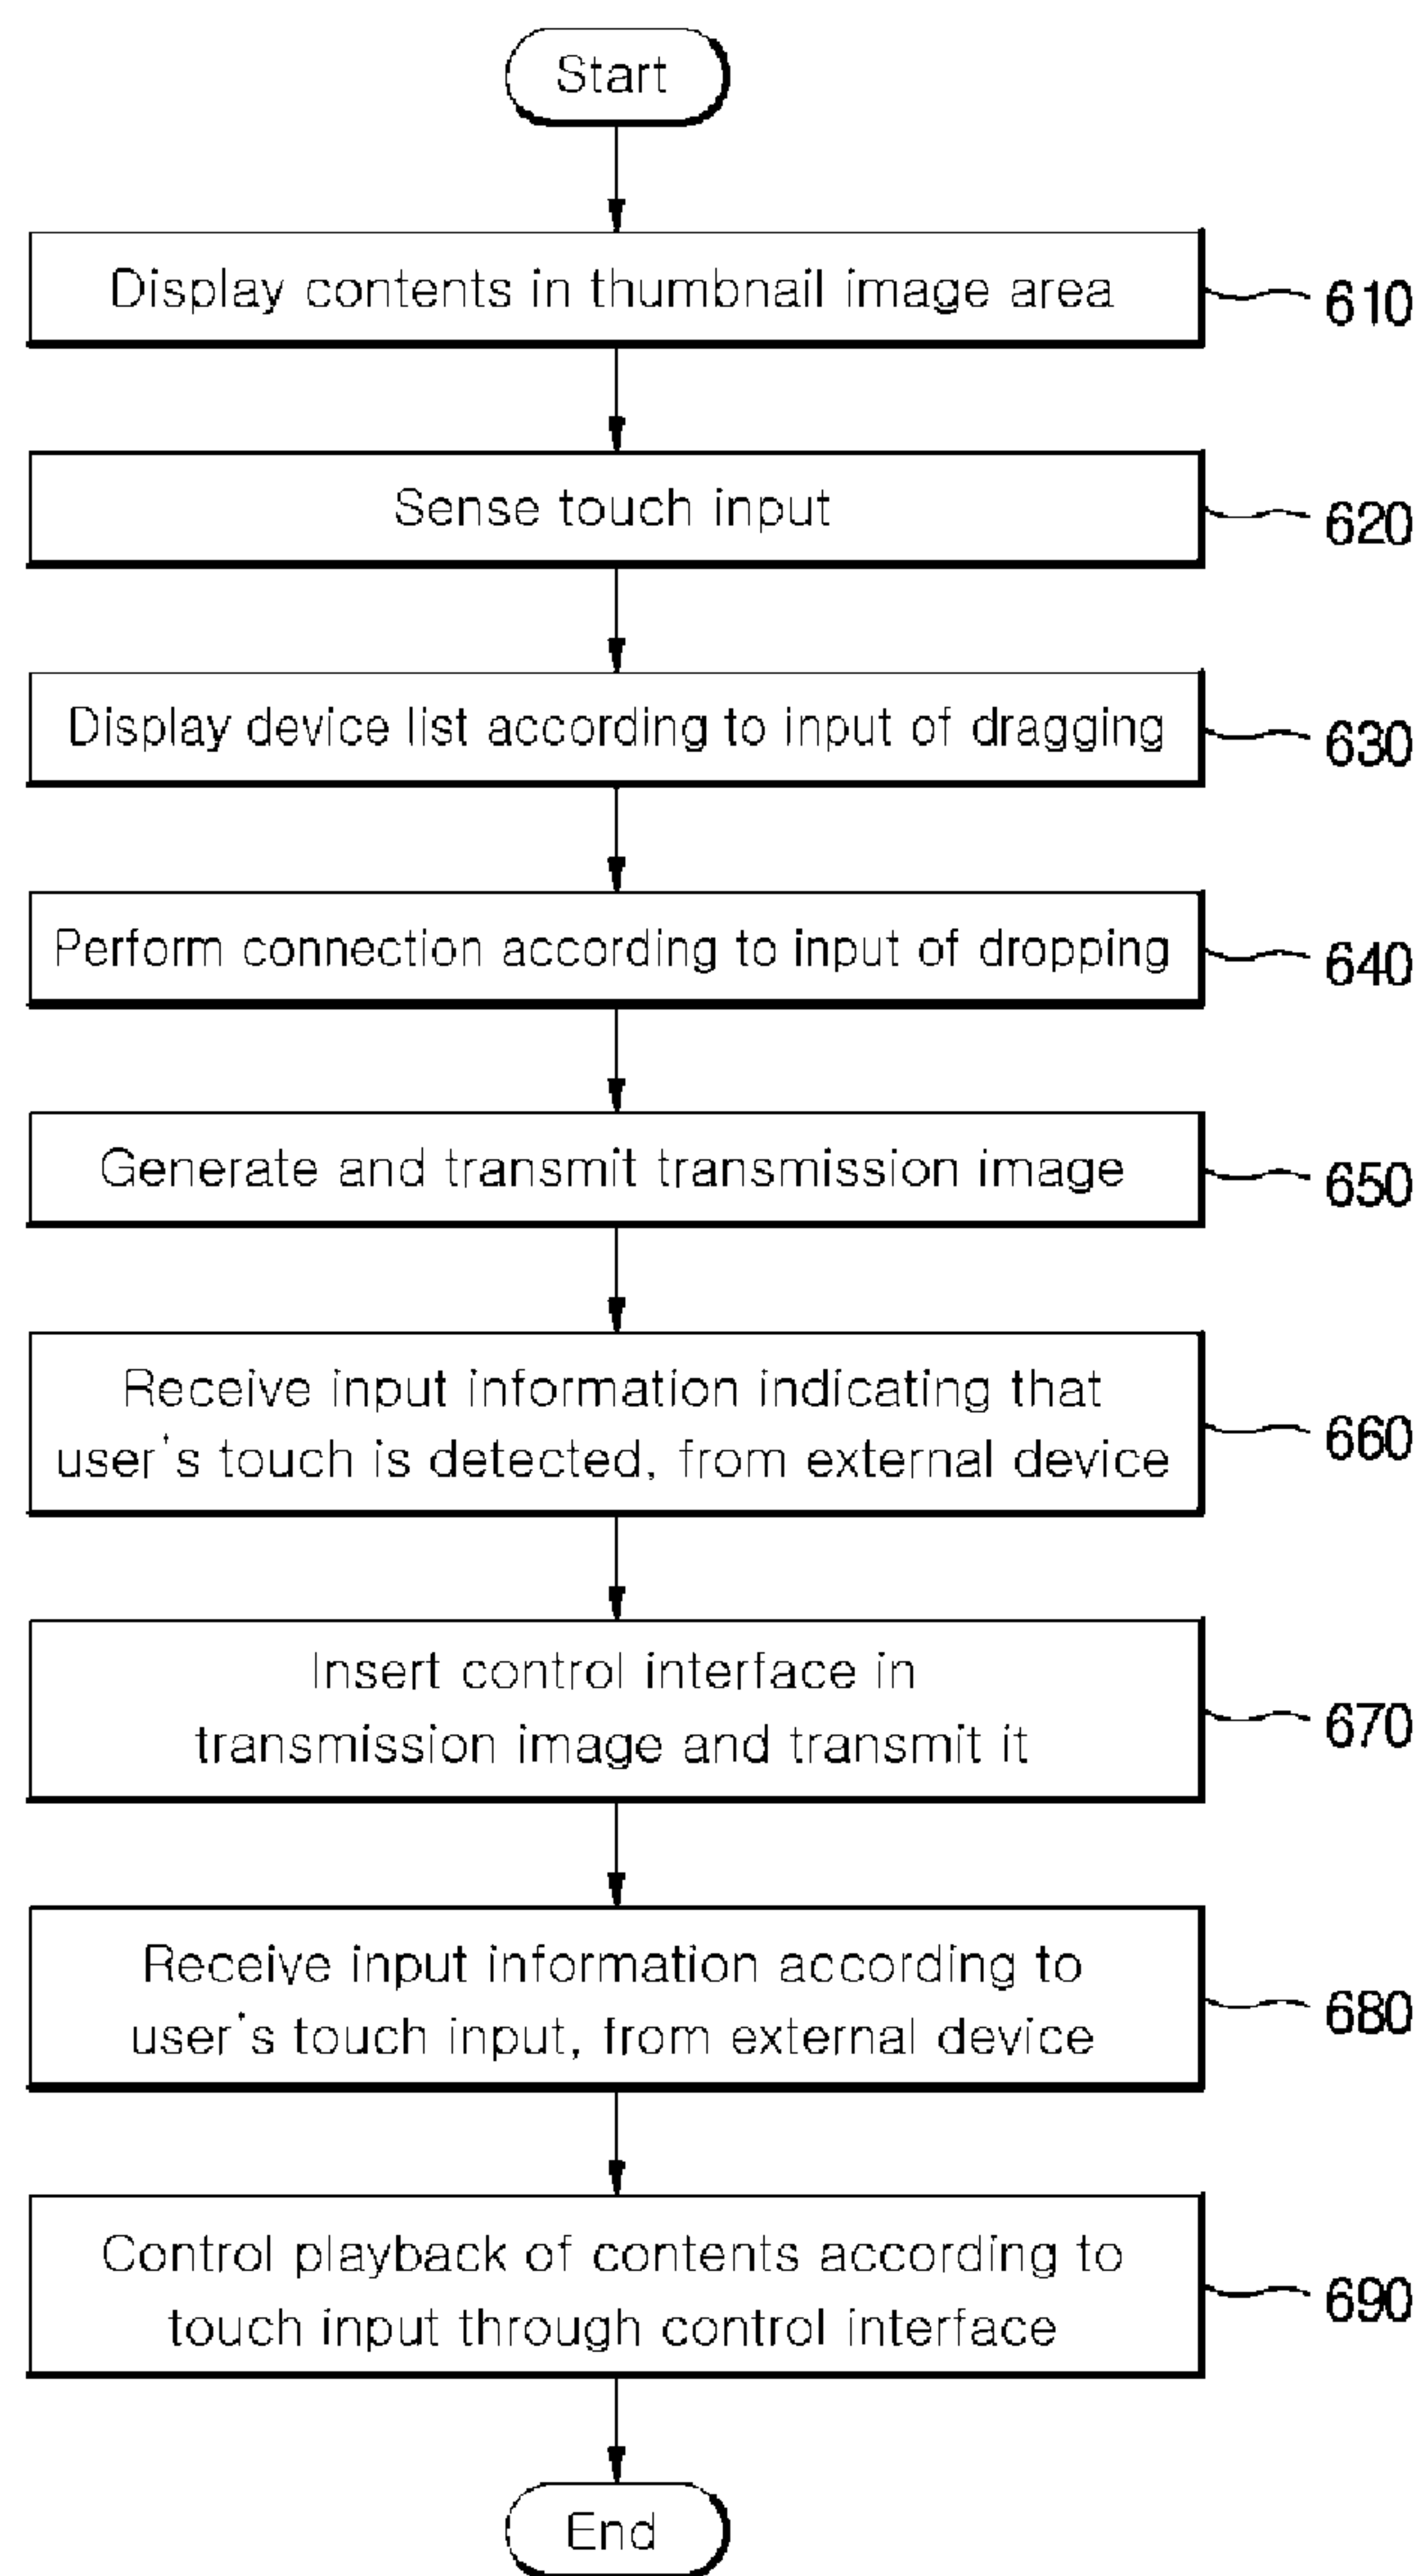 Start
Display contents in thumbnail image area
610
Sense touch input
620
Display device list according to input of dragging
630
Perform connection according to input of dropping
640
Generate and transmit transmission image
650
Receive input information indicating that
user's touch is detected, from external device
660
Insert control interface in
transmission image and transmit it
670
Receive input information according to
user's touch input, from external device
680
Control playback of contents according to
touch input through control interface
690
End